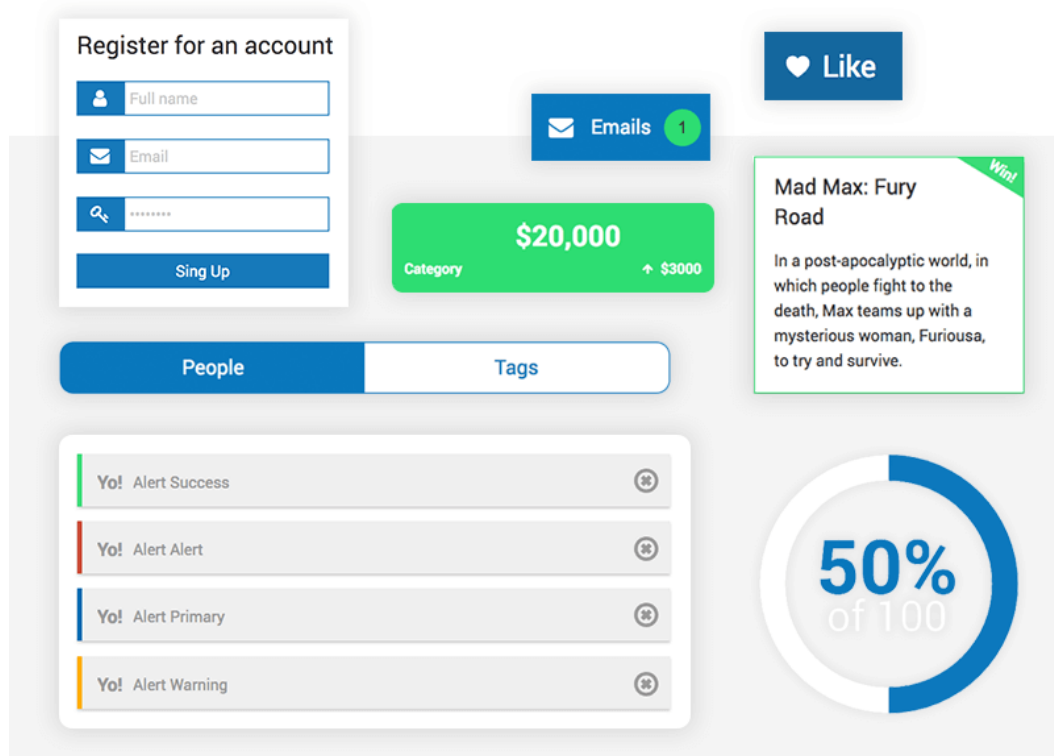 Register for an account
Full name
Email
••••••••
Sing Up
Emails 1
Like
$20,000
Category
$3000
Win!
Mad Max: Fury
Road
In a post-apocalyptic world, in
which people fight to the
death, Max teams up with a
mysterious woman, Furiousa,
to try and survive.
People
Tags
Yo! Alert Success
Yo! Alert Alert
Yo! Alert Primary
Yo! Alert Warning
50%
of 100